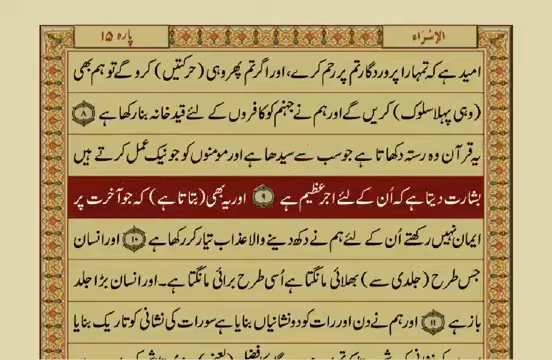 الإسراء
پارہ ۱۵
امید ہے کہ تمہارا پروردگار تم پر رحم کرے، اور اگر تم پھر وہی (حرکتیں) کرو گے تو ہم بھی
(وہی پہلا سلوک) کریں گے اور ہم نے جہنم کو کافروں کے لئے قید خانہ بنا رکھا ہے ۸
یہ قرآن وہ رستہ دکھاتا ہے جو سب سے سیدھا ہے اور مومنوں کو جو نیک عمل کرتے ہیں
بشارت دیتا ہے کہ اُن کے لئے اجر عظیم ہے ۹ اور یہ بھی (بتاتا ہے) کہ جو آخرت پر
ایمان نہیں رکھتے اُن کے لئے ہم نے دکھ دینے والا عذاب تیار کر رکھا ہے ۱۰ اور انسان
جس طرح (جلدی سے) بھلائی مانگتا ہے اُسی طرح برائی مانگتا ہے۔ اور انسان بڑا جلد
باز ہے ۱۱ اور ہم نے دن اور رات کو دو نشانیاں بنایا ہے سو رات کی نشانی کو تاریک بنایا